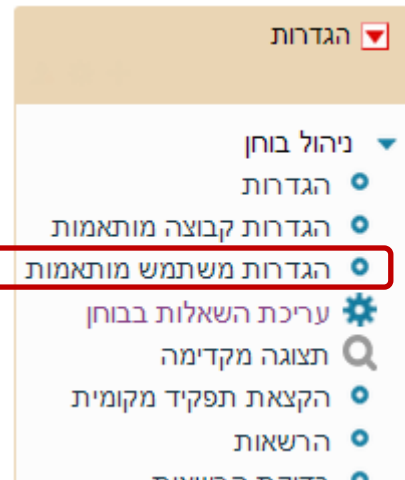 הגדרות
ניהול בוחן
הגדרות
הגדרות קבוצה מותאמות
הגדרות משתמש מותאמות
עריכת השאלות בבוחן
תצוגה מקדימה
הקצאת תפקיד מקומית
הרשאות